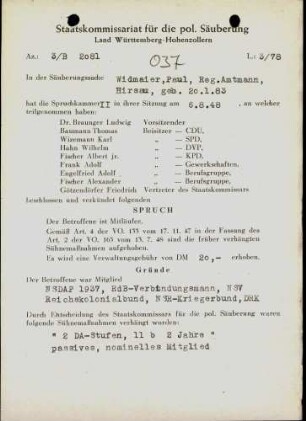 Staatskommissariat für die pol. Säuberung
Land Württemberg-Hohenzollern
Az.: 3/B 2081
037
L: 3/78
In der Säuberungssache Widmaier,Paul, Reg.Amtmann,
Hirsau, geb. 20.1.83
hat die Spruchkammer II in ihrer Sitzung am 6.8.48, an welcher
teilgenommen haben:
Dr. Braunger Ludwig Vorsitzender
Baumann Thomas Beisitzer — CDU,
Wizemann Karl „ — SPD,
Hahn Wilhelm „ — DVP,
Fischer Albert jr. „ — KPD,
Frank Adolf „ — Gewerkschaften,
Engelfried Adolf „ — Berufsgruppe,
Fischer Alexander „ — Berufsgruppe,
Götzendörfer Friedrich Vertreter des Staatskommissars
beschlossen und verkündet folgenden
SPRUCH
Der Betroffene ist Mitläufer.
Gemäß Art. 4 der VO. 133 vom 17. 11. 47 in der Fassung des
Art. 2 der VO. 165 vom 13. 7. 48 sind die früher verhängten
Sühnemaßnahmen aufgehoben.
Es wird eine Verwaltungsgebühr von DM 20,- erhoben.
Gründe
Der Betroffene war Mitglied
NSDAP 1937, RdB-Verbindungsmann, NSV
Reichskolonialbund, NSR-Kriegerbund,DRK
Durch Entscheidung des Staatskommissars für die pol. Säuberung waren
folgende Sühnemaßnahmen verhängt worden:
" 2 DA-Stufen, 11 b 2 Jahre "
passives, nominelles Mitglied